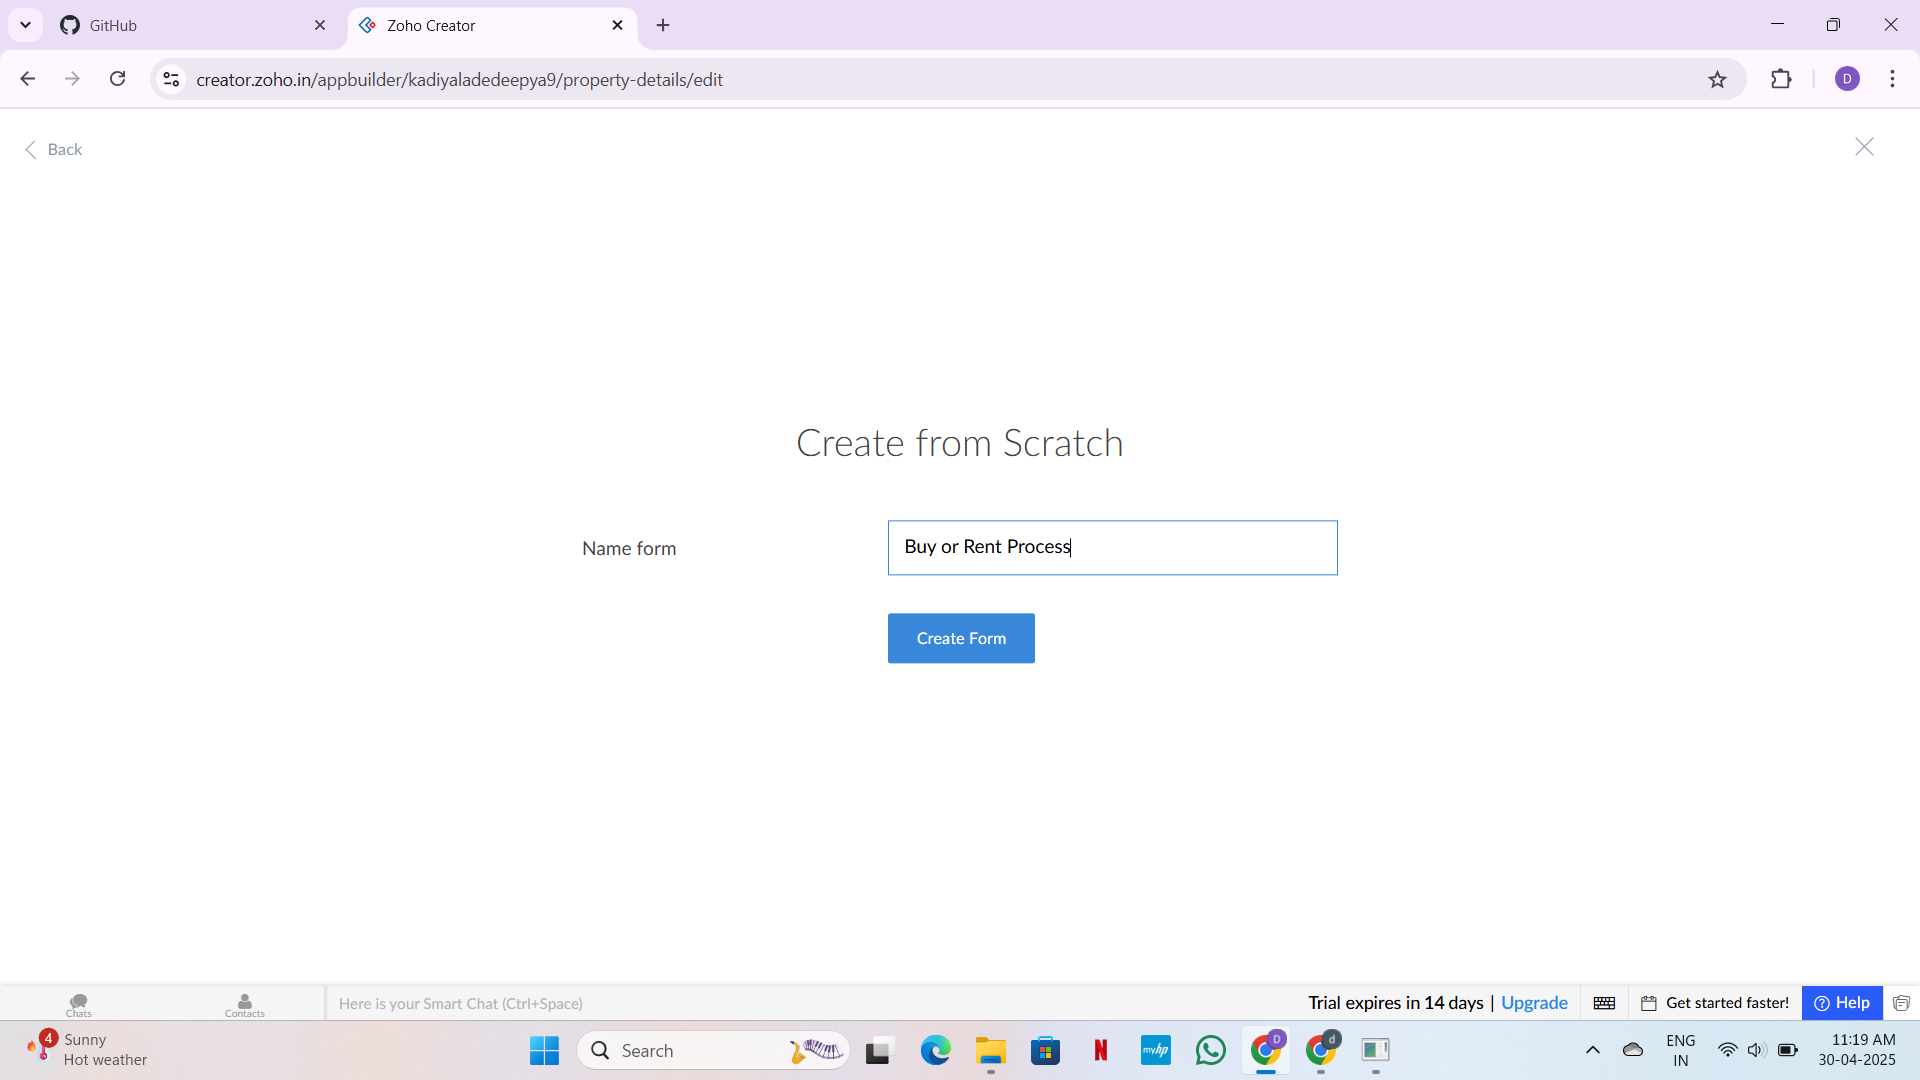 GitHub
Zoho Creator
creator.zoho.in/appbuilder/kadiyaladedeepya9/property-details/edit
D
Back
Create from Scratch
Name form
Buy or Rent Process
Create Form
Chats
Contacts
Here is your Smart Chat (Ctrl+Space)
Trial expires in 14 days | Upgrade
Get started faster!
Help
4
Sunny
Hot weather
Search
N
myhp
D
d
ENG
IN
11:19 AM
30-04-2025